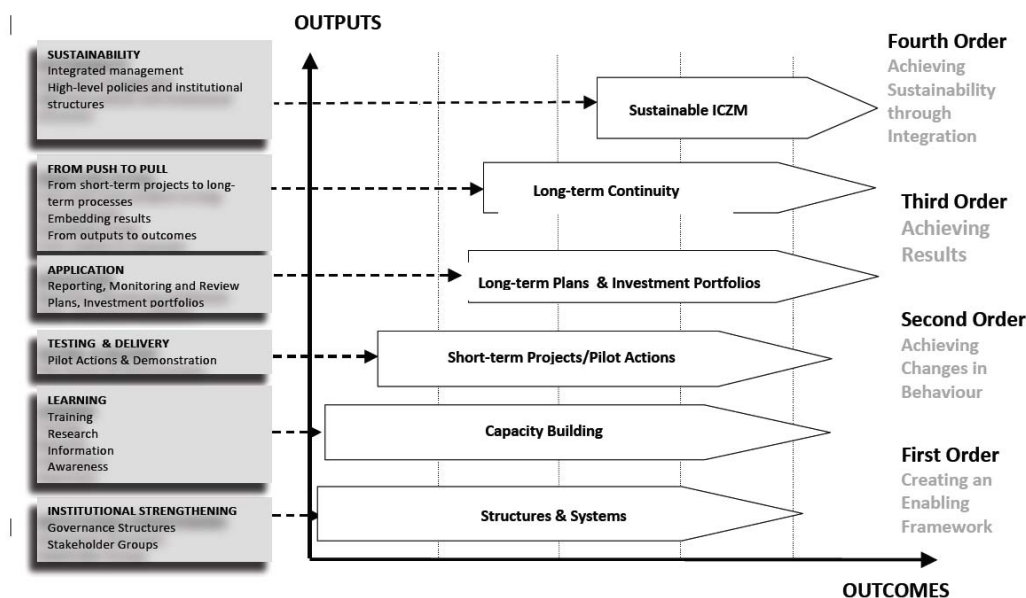 OUTPUTS
SUSTAINABILITY
Integrated management
High-level policies and institutional
structures
FROM PUSH TO PULL
From short-term projects to long-
term processes
Embedding results
From outputs to outcomes
APPLICATION
Reporting, Monitoring and Review
Plans, Investment portfolios
TESTING & DELIVERY
Pilot Actions & Demonstration
LEARNING
Training
Research
Information
Awareness
INSTITUTIONAL STRENGTHENING
Governance Structures
Stakeholder Groups
Sustainable ICZM
Long-term Continuity
Long-term Plans & Investment Portfolios
Short-term Projects/Pilot Actions
Capacity Building
Structures & Systems
Fourth Order
Achieving
Sustainability
through
Integration
Third Order
Achieving
Results
Second Order
Achieving
Changes in
Behaviour
First Order
Creating an
Enabling
Framework
OUTCOMES